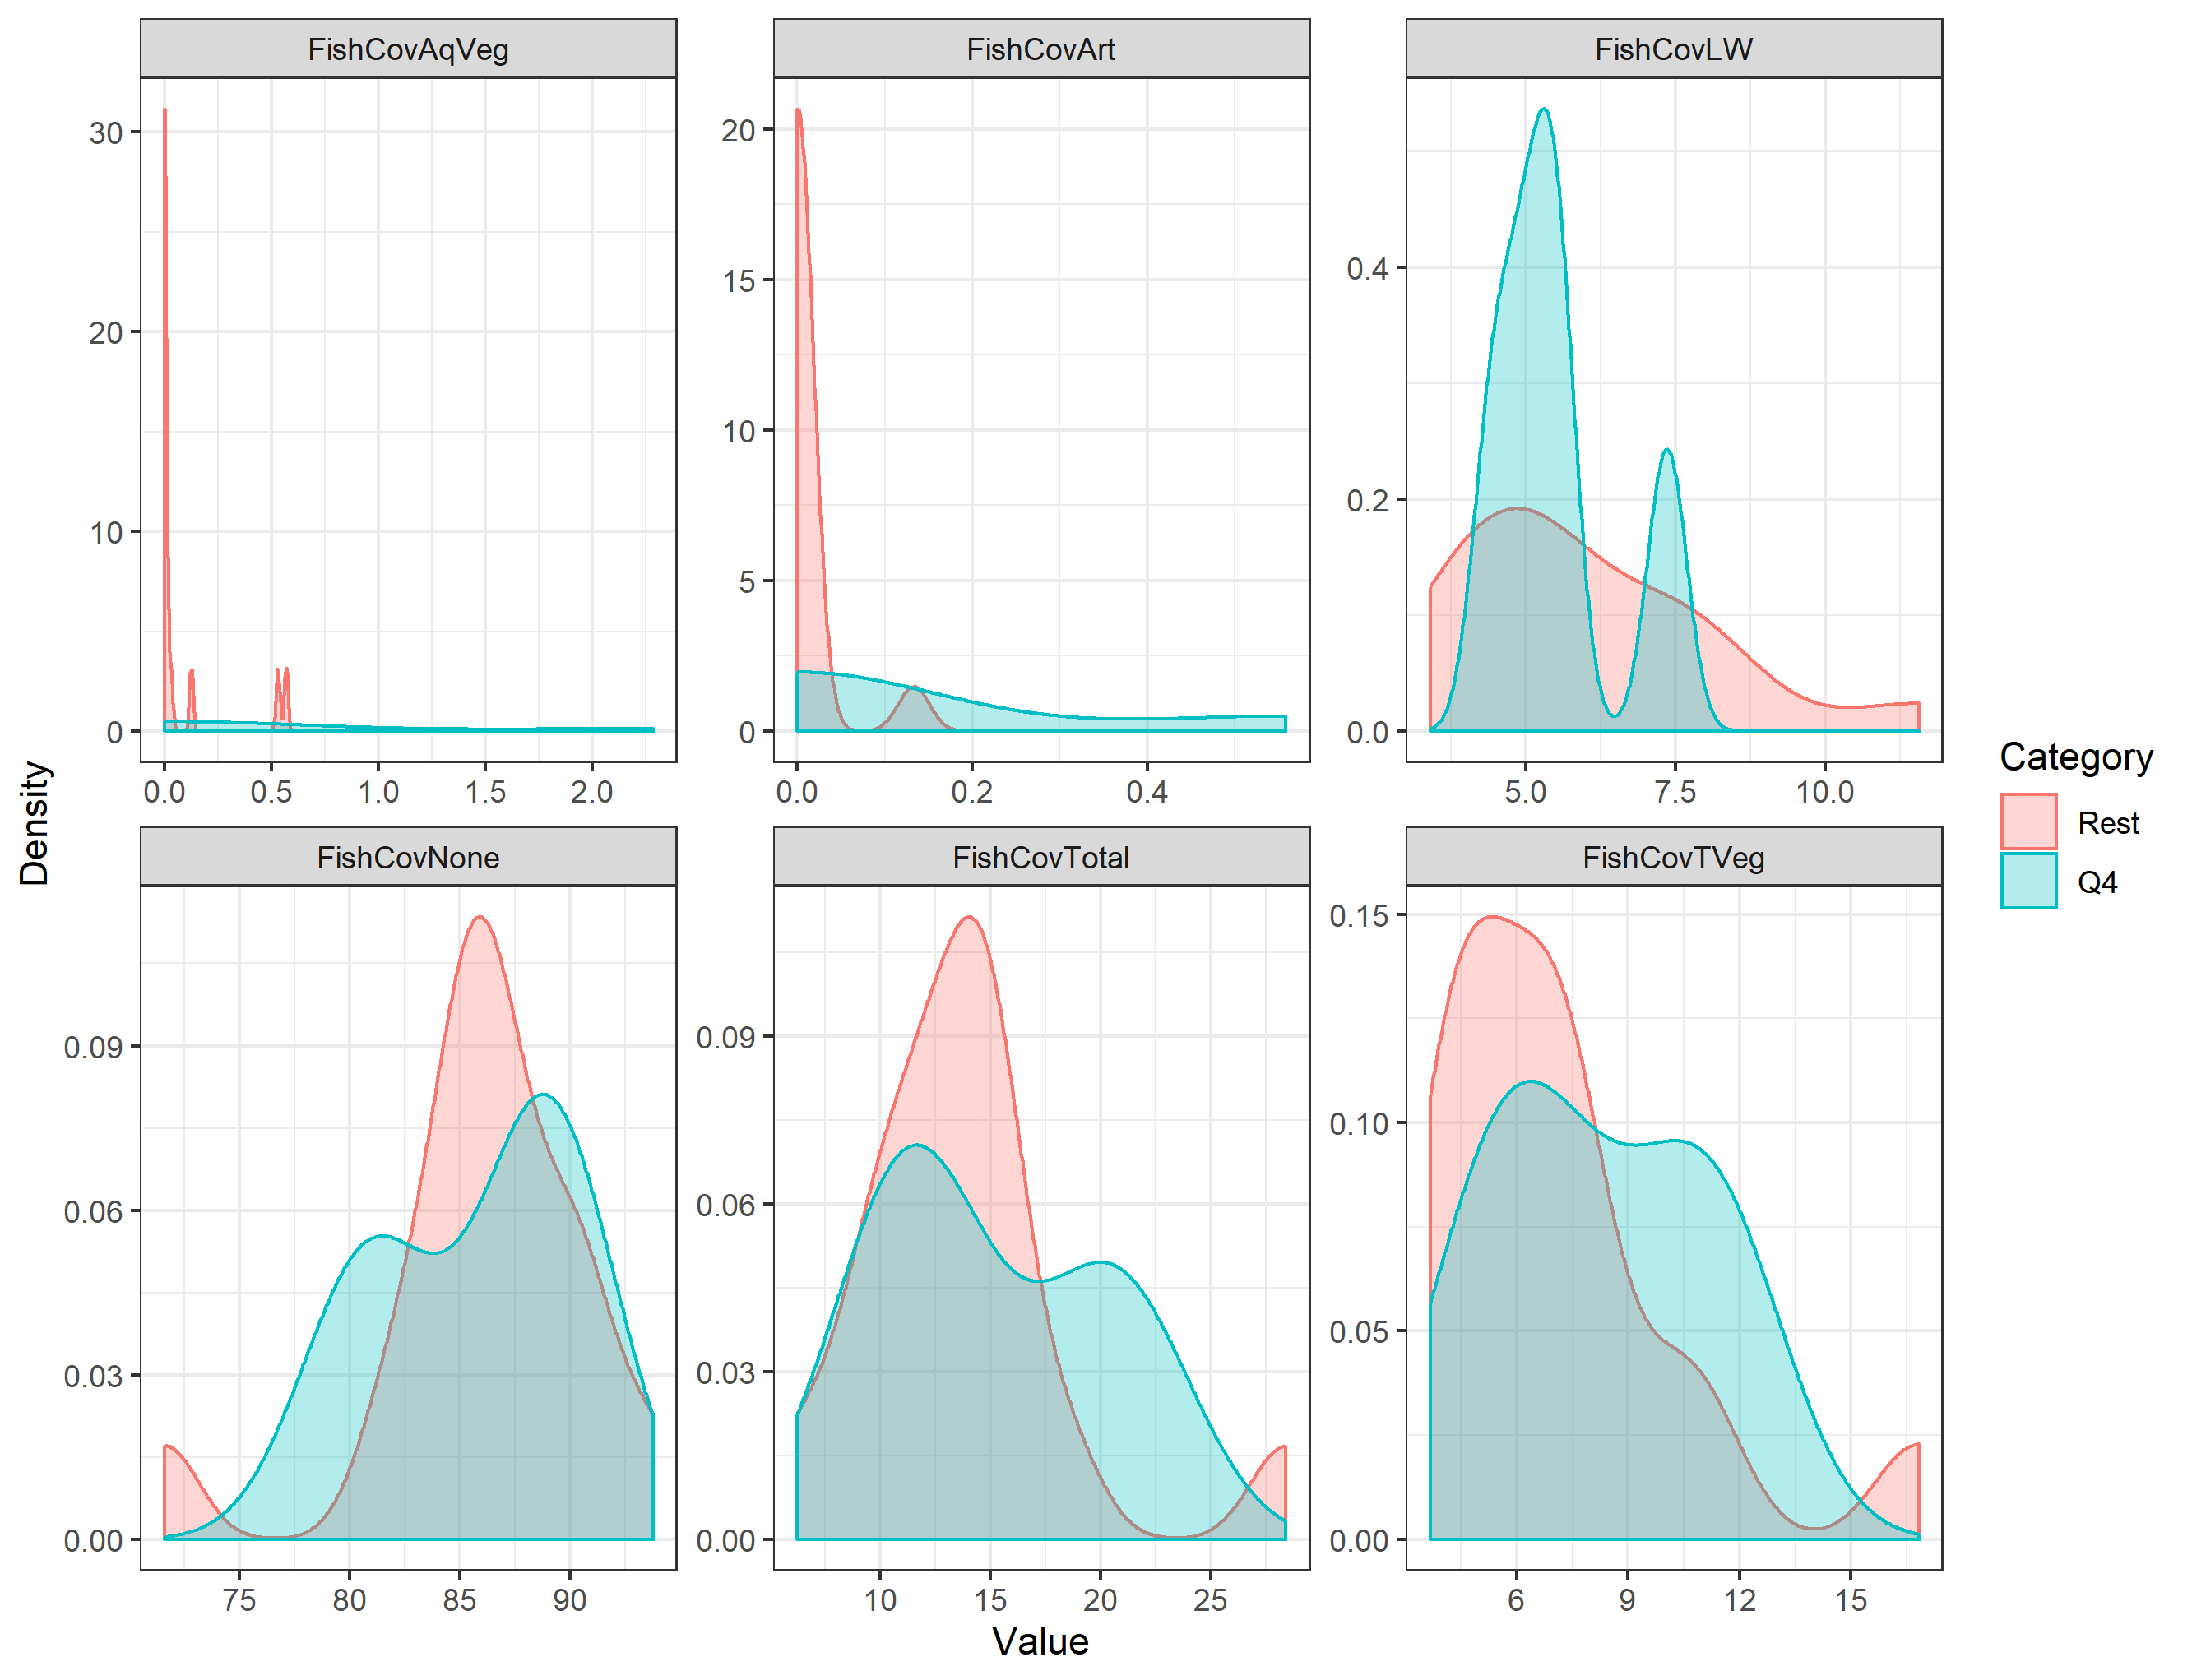 FishCovAqVeg
FishCovArt
FishCovLW
30
20
10
0
0.0 0.5 1.0 1.5 2.0
20
15
10
5
0
0.0 0.2 0.4
0.4
0.2
0.0
5.0 7.5 10.0
FishCovNone
FishCovTotal
FishCovTVeg
0.09
0.06
0.03
0.00
75 80 85 90
0.09
0.06
0.03
0.00
10 15 20 25
0.15
0.10
0.05
0.00
6 9 12 15
Density
Value
Category
Rest
Q4